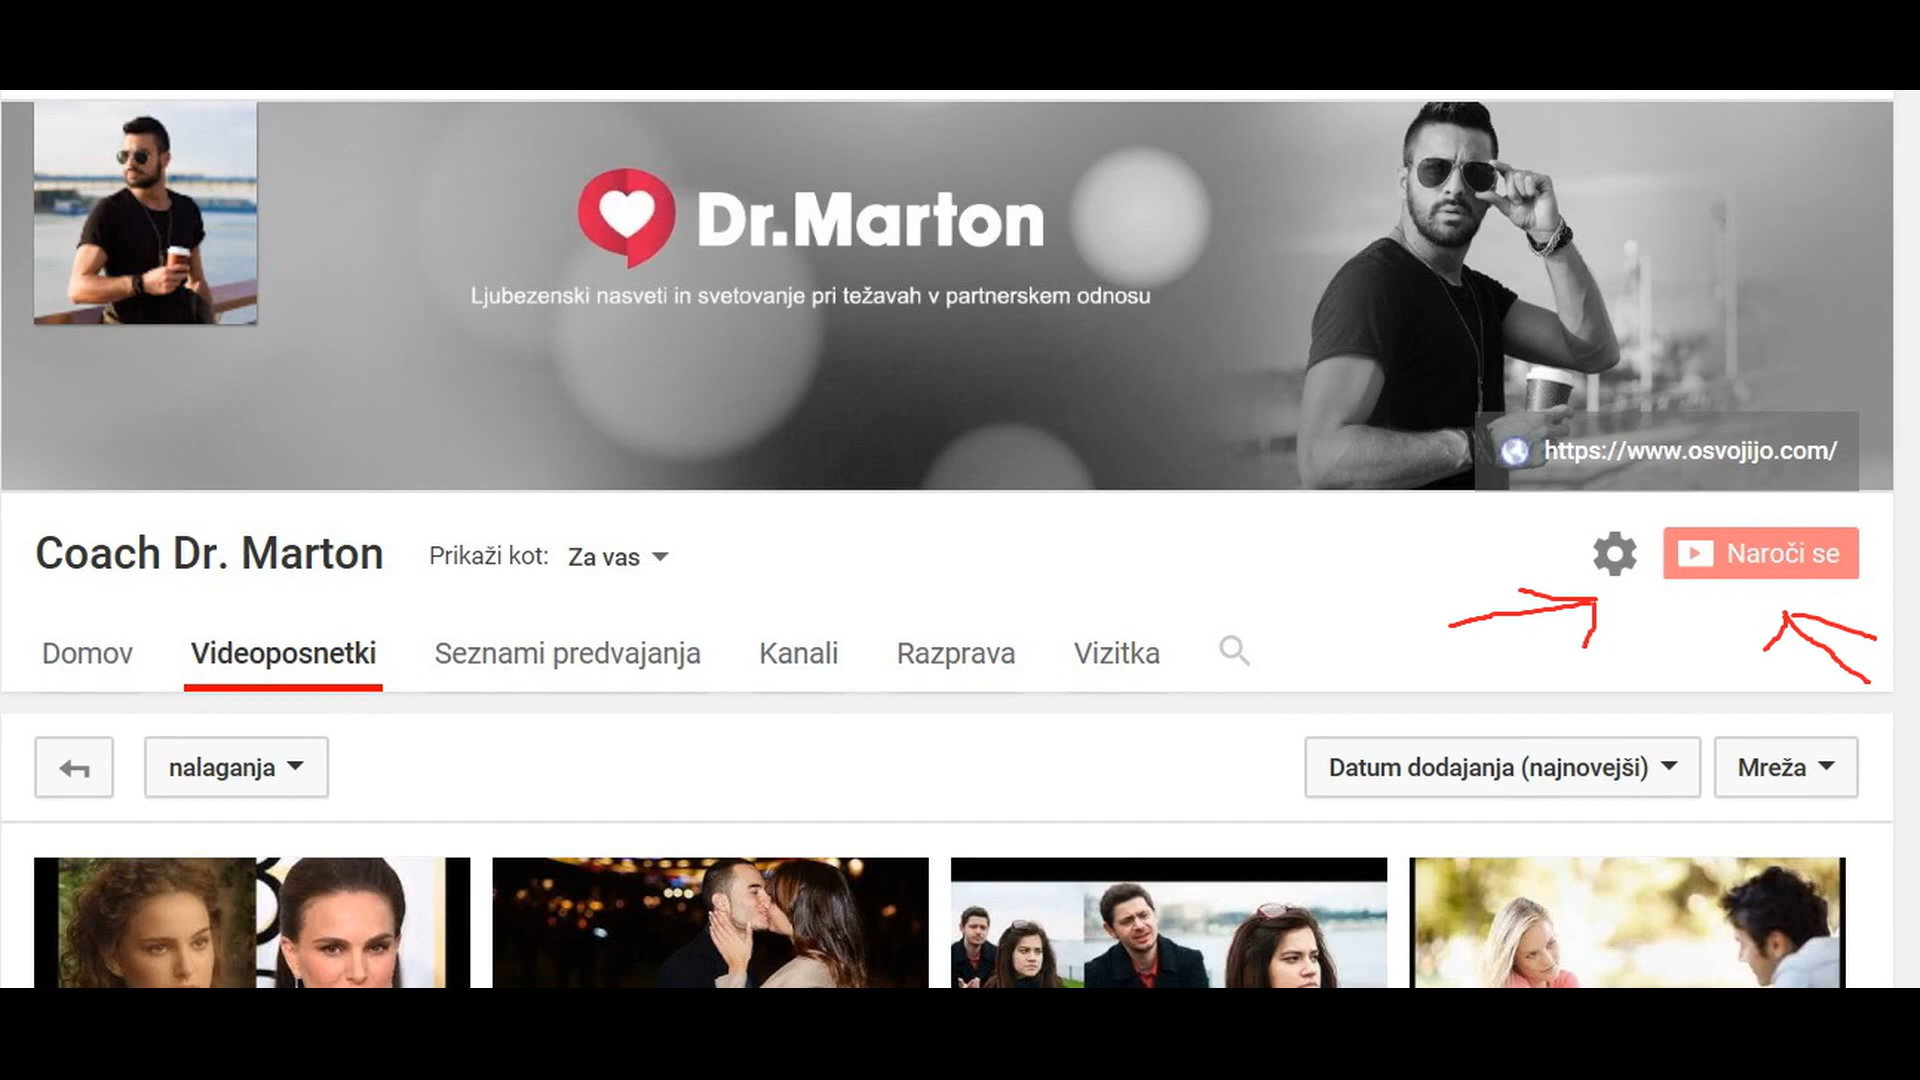 Dr.Marton
Ljubezenski nasveti in svetovanje pri težavah v partnerskem odnosu
https://www.osvojijo.com/
Coach Dr. Marton
Prikaži kot: Za vas
Naroči se
Domov Videoposnetki Seznami predvajanja Kanali Razprava Vizitka
nalaganja Datum dodajanja (najnovejši) Mreža